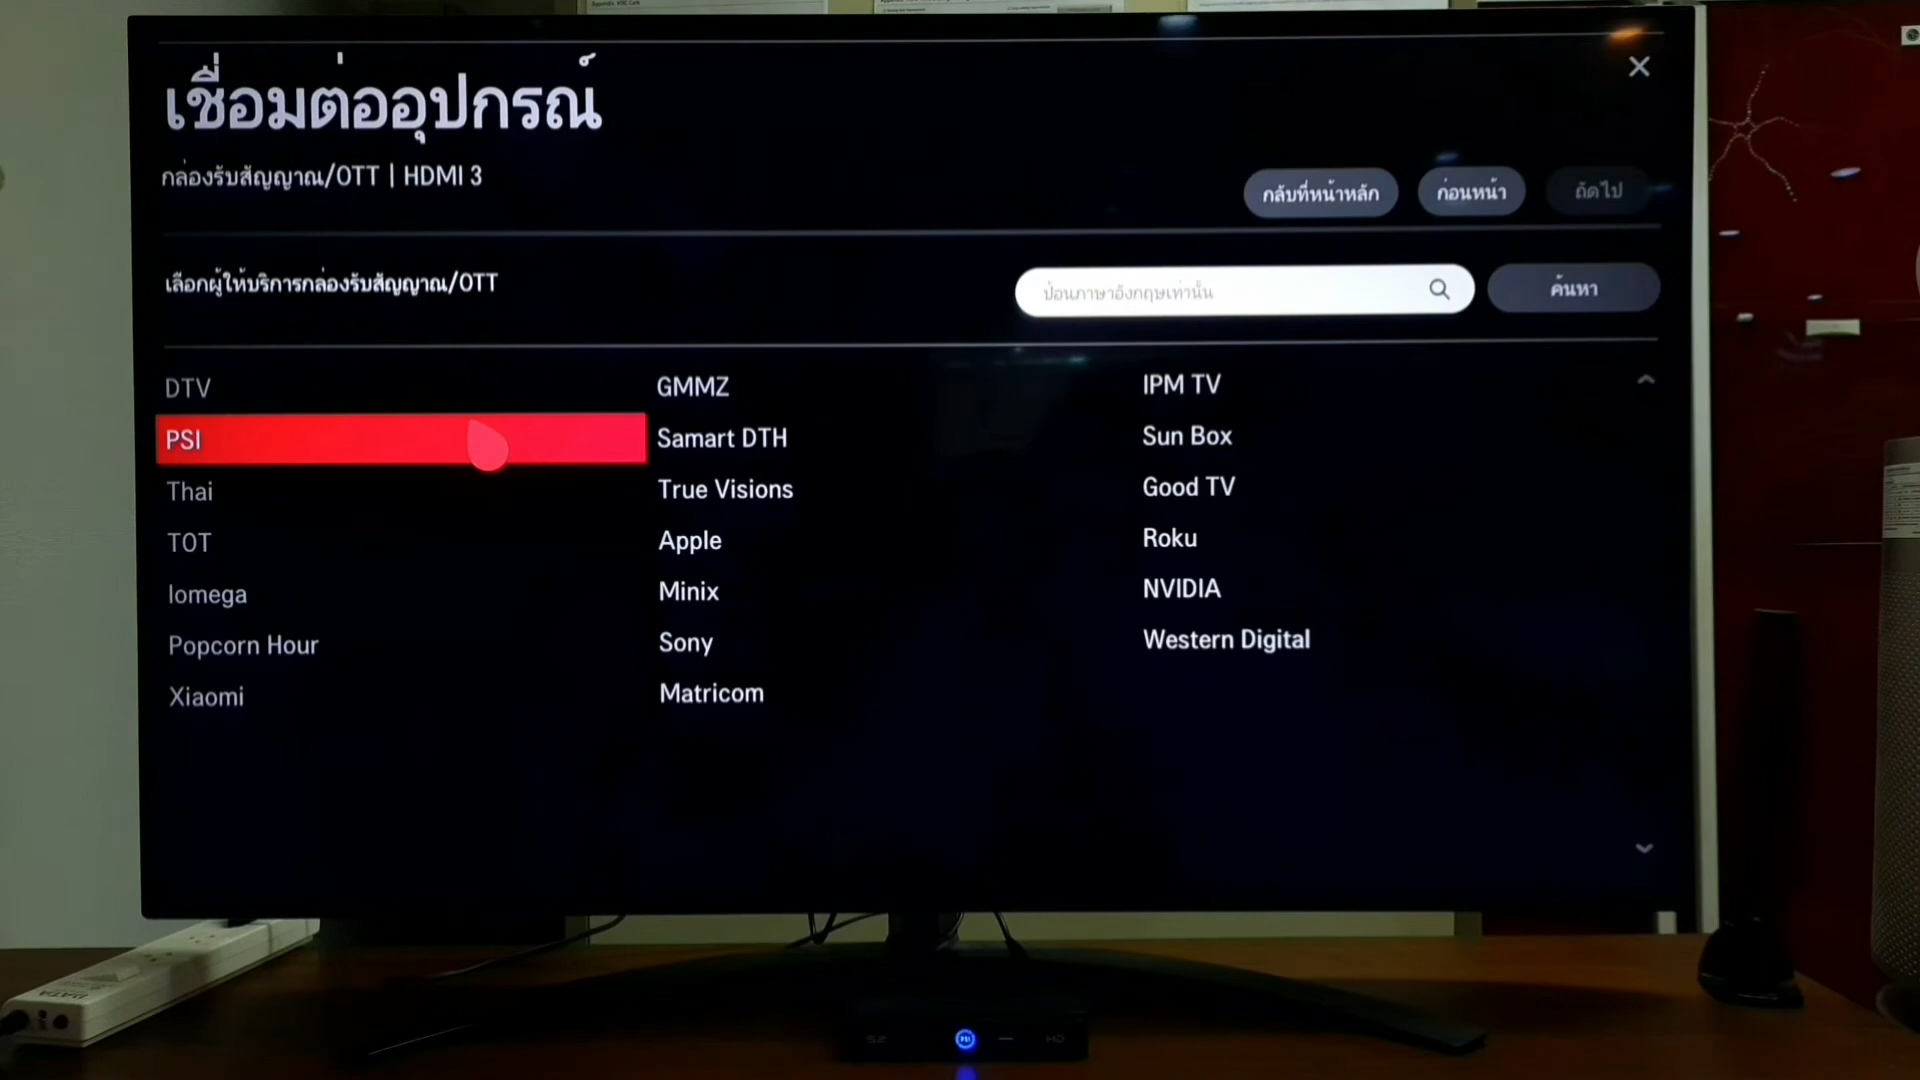 เชื่อมต่ออุปกรณ์
กล่องรับสัญญาณ/OTT | HDMI 3
กลับที่หน้าหลัก
ก่อนหน้า
ถัดไป
เลือกผู้ให้บริการกล่องรับสัญญาณ/OTT
ป้อนภาษาอังกฤษเท่านั้น
ค้นหา
DTV
PSI
Thai
TOT
Iomega
Popcorn Hour
Xiaomi
GMMZ
Samart DTH
True Visions
Apple
Minix
Sony
Matricom
IPM TV
Sun Box
Good TV
Roku
NVIDIA
Western Digital
DATA
S2
PSI
HD